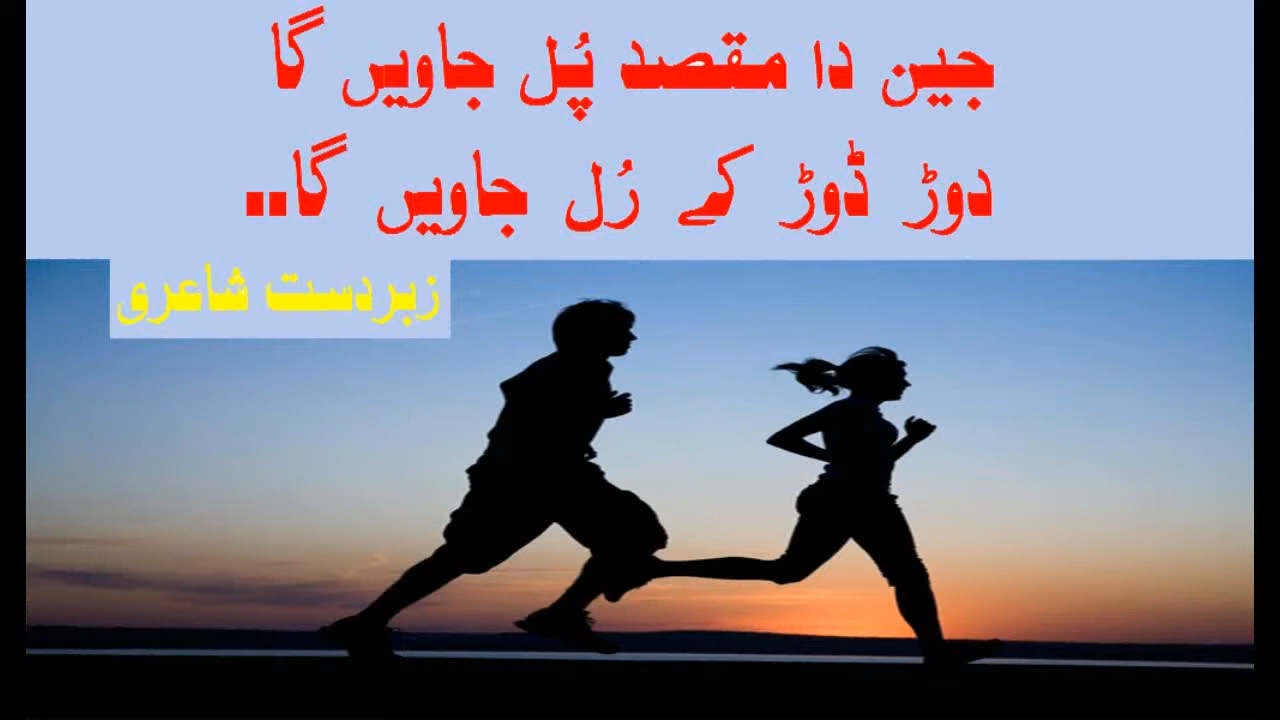 جین دا مقصد پُل جاویں گا
دوڑ ڈوڑ کے رُل جاویں گا..
زبردست شاعری